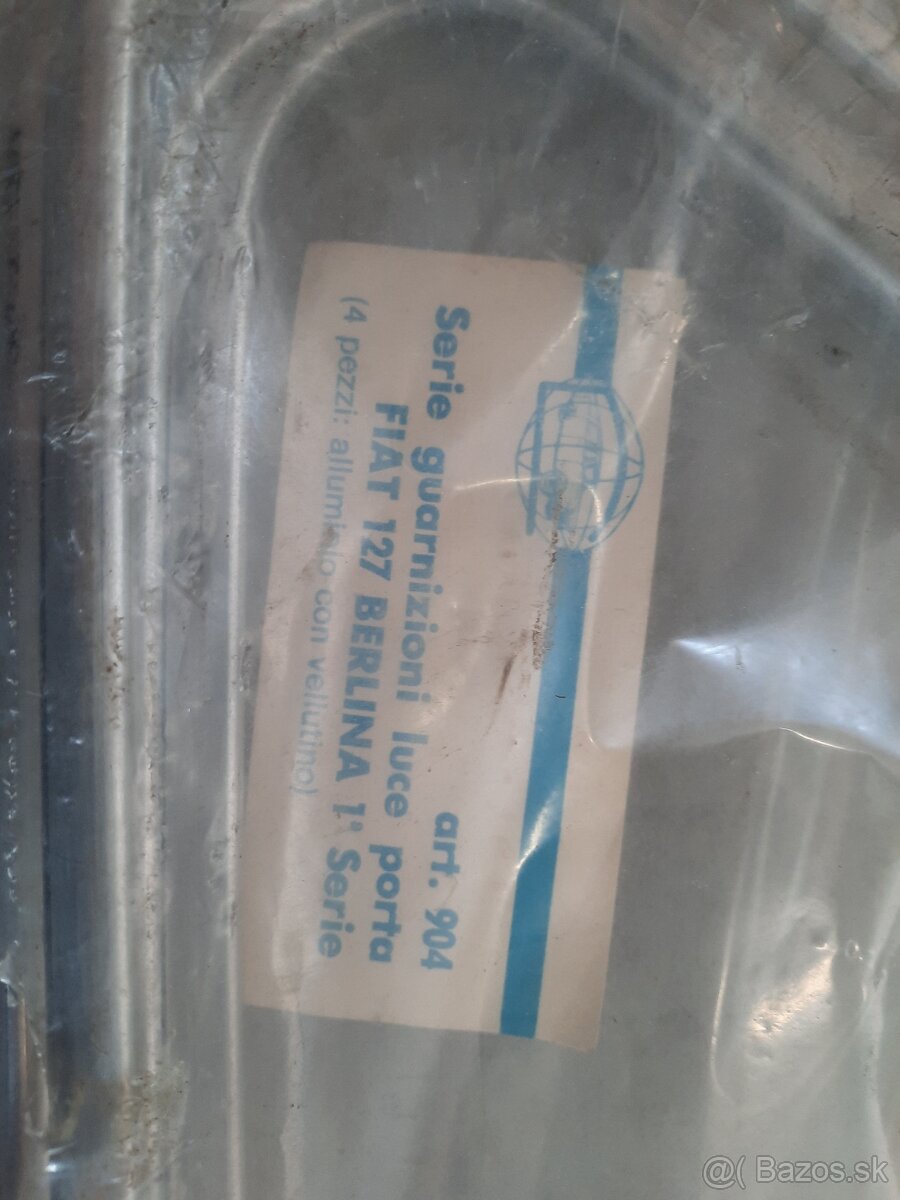 art. 904
Serie guarnizioni luce porta
FIAT 127 BERLINA 1ª Serie
(4 pezzi: alluminio con vellutino)
@( Bazos.sk